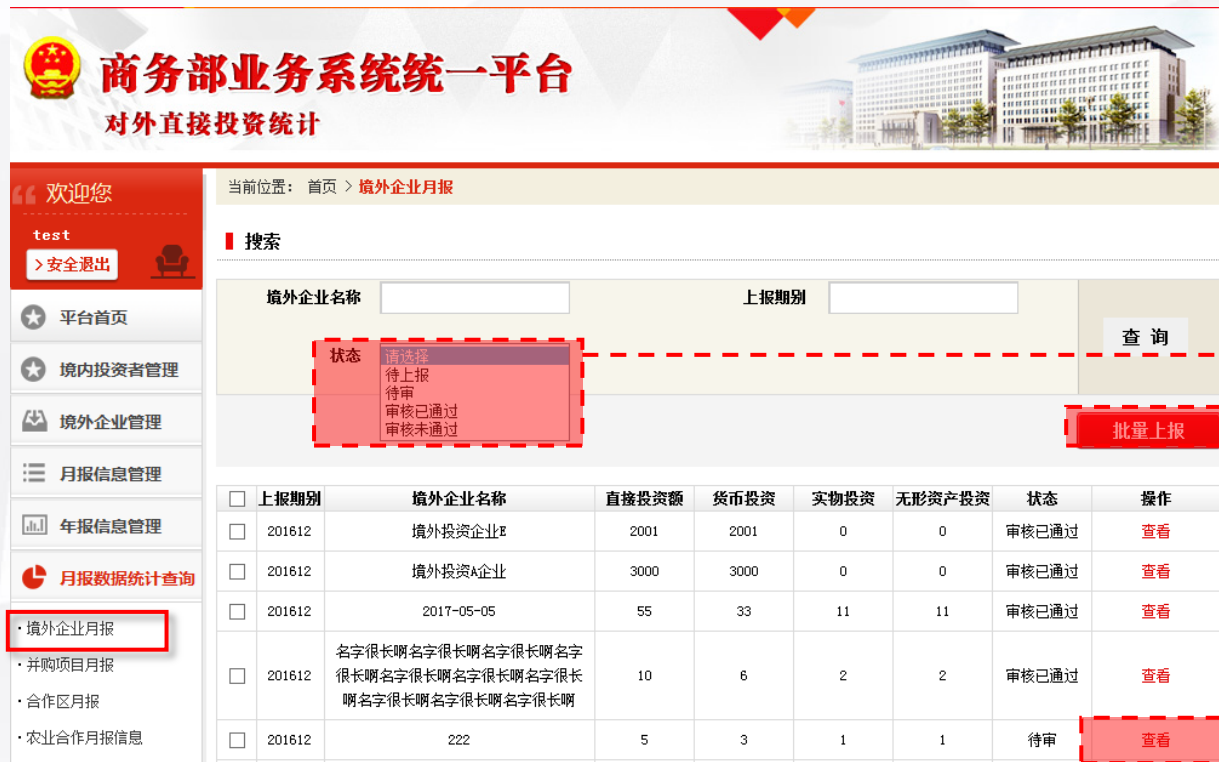 商务部业务系统统一平台
对外直接投资统计
欢迎您
test
>安全退出
平台首页
境内投资者管理
境外企业管理
月报信息管理
年报信息管理
月报数据统计查询
·境外企业月报
·并购项目月报
·合作区月报
·农业合作月报信息
当前位置： 首页 > 境外企业月报
搜索
境外企业名称 上报期别
状态 请选择
待上报
待审
审核已通过
审核未通过
查 询
批量上报
上报期别 境外企业名称 直接投资额 货币投资 实物投资 无形资产投资 状态 操作
201612 境外投资企业E 2001 2001 0 0 审核已通过 查看
201612 境外投资A企业 3000 3000 0 0 审核已通过 查看
201612 2017-05-05 55 33 11 11 审核已通过 查看
名字很长啊名字很长啊名字很长啊名字
201612 很长啊名字很长啊名字很长啊名字很长 10 6 2 2 审核已通过 查看
啊名字很长啊名字很长啊名字很长啊
201612 222 5 3 1 1 待审 查看